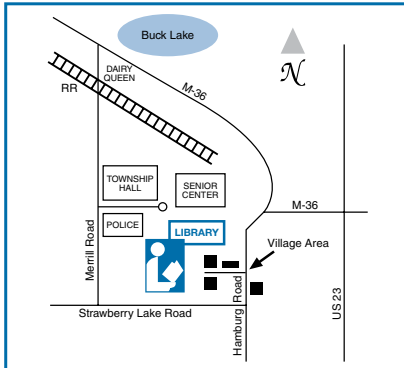 Buck Lake
DAIRY
QUEEN
M-36
N
RR
TOWNSHIP
HALL
SENIOR
CENTER
M-36
POLICE
LIBRARY
Village Area
Merrill Road
Hamburg Road
US 23
Strawberry Lake Road